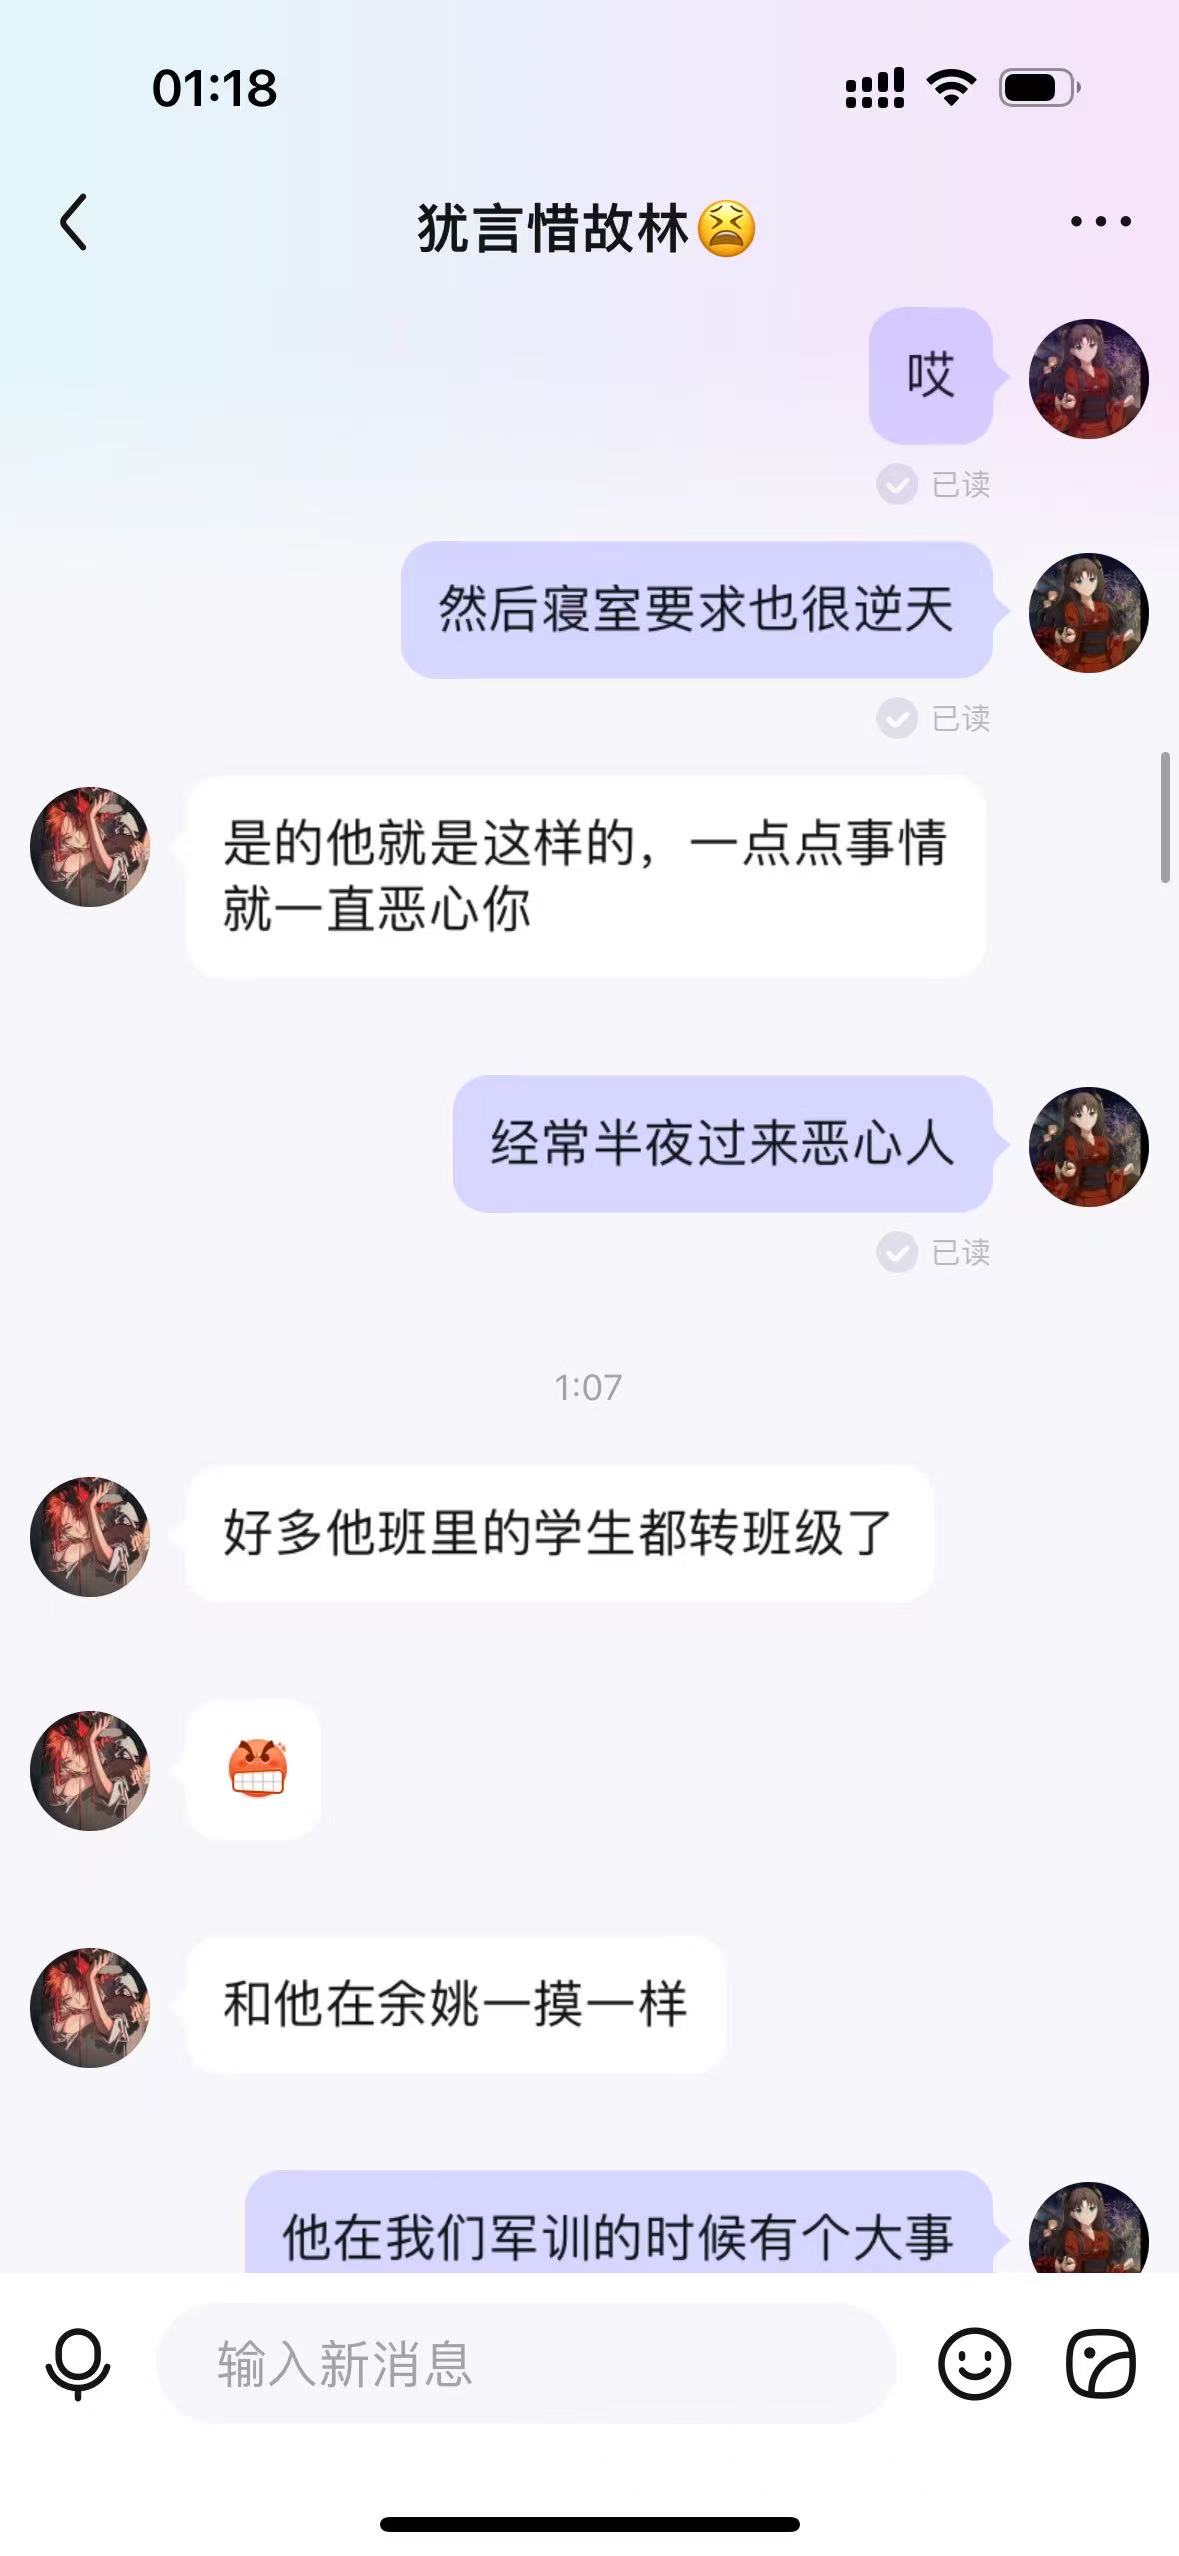 01:18
犹言惜故林😫
哎
已读
然后寝室要求也很逆天
已读
是的他就是这样的，一点点事情
就一直恶心你
经常半夜过来恶心人
已读
1:07
好多他班里的学生都转班级了
和他在余姚一摸一样
他在我们军训的时候有个大事
输入新消息